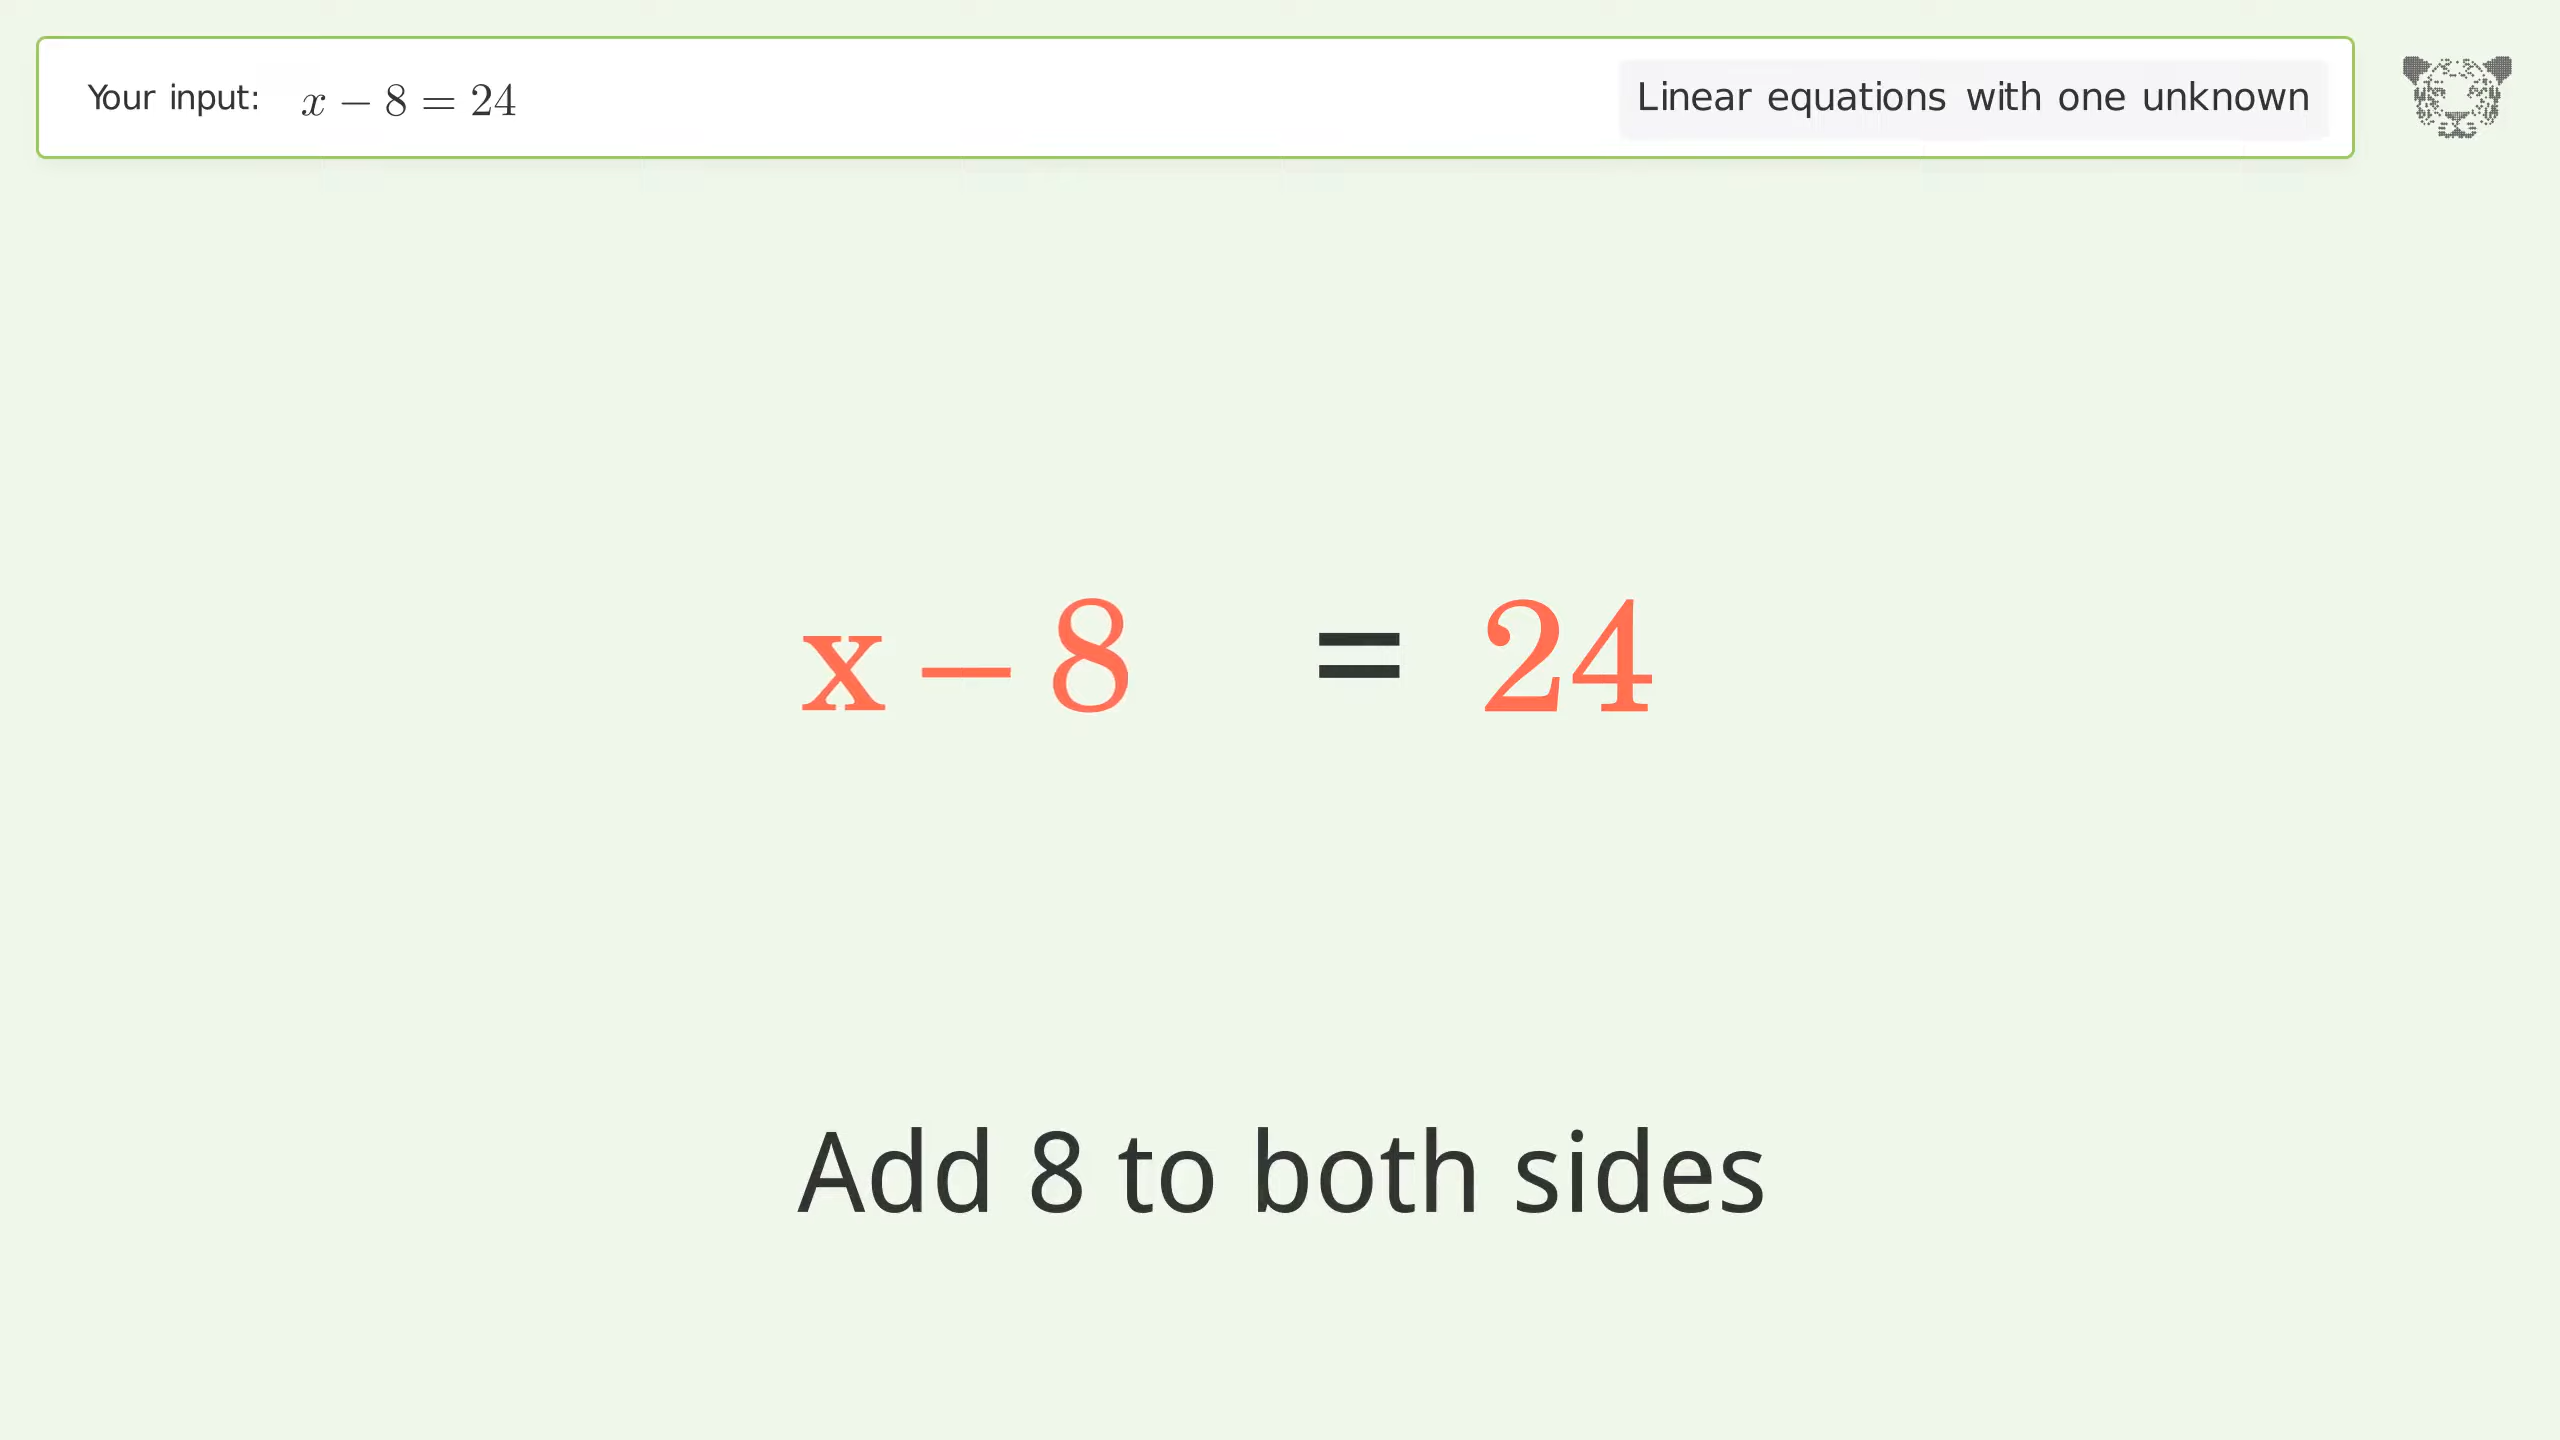 Your input: x − 8 = 24
Linear equations with one unknown
x − 8 = 24
Add 8 to both sides